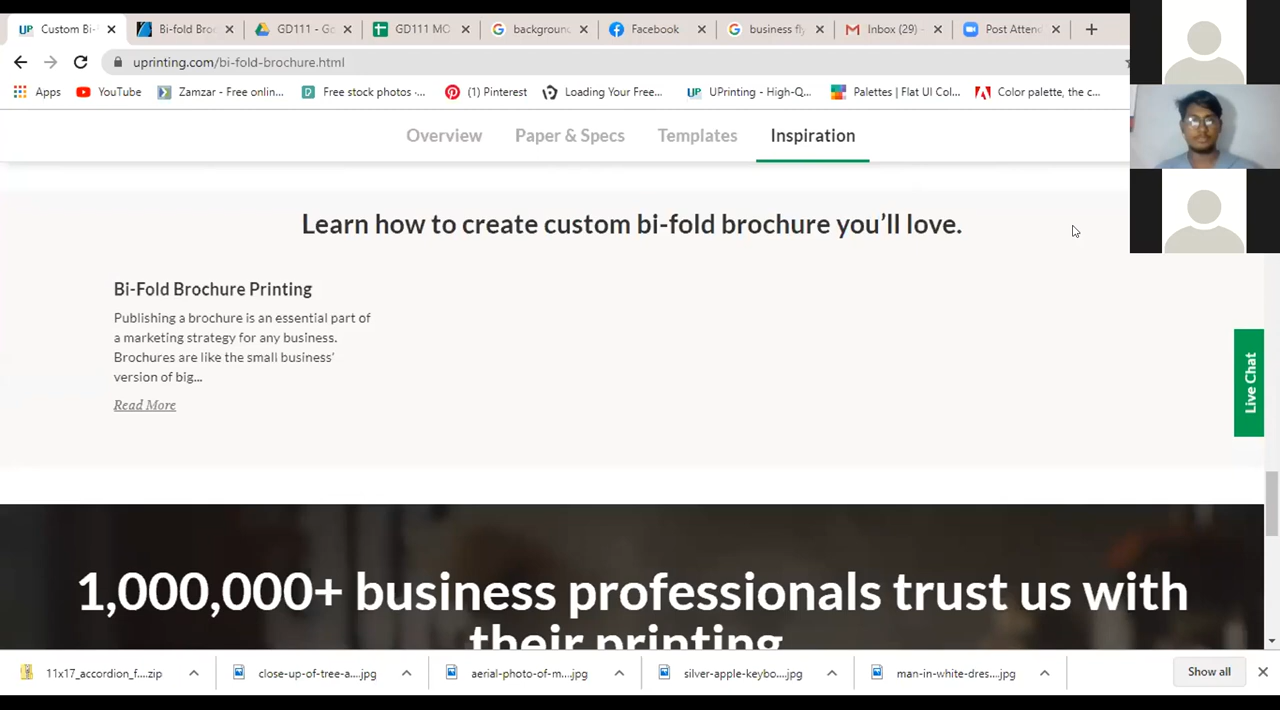 UP Custom Bi-
Bi-fold Broc
GD111 - Go
GD111 MO
background
Facebook
business fly
Inbox (29) -
Post Attend
uprinting.com/bi-fold-brochure.html
Apps
YouTube
Zamzar - Free onlin...
Free stock photos ·...
(1) Pinterest
Loading Your Free...
UP UPrinting - High-Q...
Palettes | Flat UI Col...
Color palette, the c...
Overview
Paper & Specs
Templates
Inspiration
Learn how to create custom bi-fold brochure you’ll love.
Bi-Fold Brochure Printing
Publishing a brochure is an essential part of
a marketing strategy for any business.
Brochures are like the small business’
version of big...
Read More
Live Chat
1,000,000+ business professionals trust us with
their printing
11x17_accordion_f....zip
close-up-of-tree-a....jpg
aerial-photo-of-m....jpg
silver-apple-keybo....jpg
man-in-white-dres....jpg
Show all